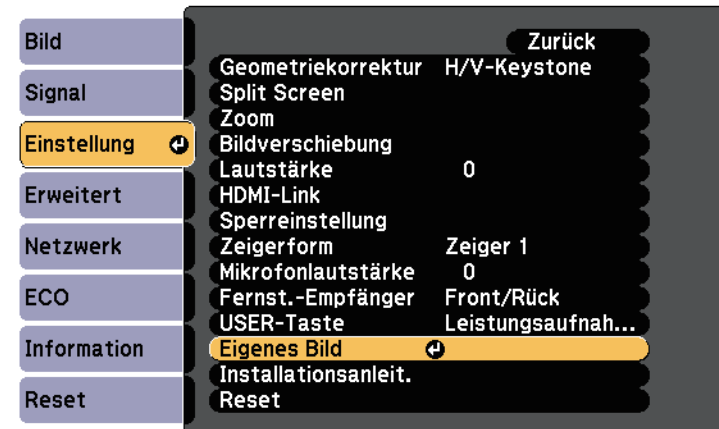 Bild
Signal
Einstellung
Erweitert
Netzwerk
ECO
Information
Reset
Zurück
Geometriekorrektur H/V-Keystone
Split Screen
Zoom
Bildverschiebung
Lautstärke 0
HDMI-Link
Sperreinstellung
Zeigerform Zeiger 1
Mikrofonlautstärke 0
Fernst.-Empfänger Front/Rück
USER-Taste Leistungsaufnah...
Eigenes Bild
Installationsanleit.
Reset